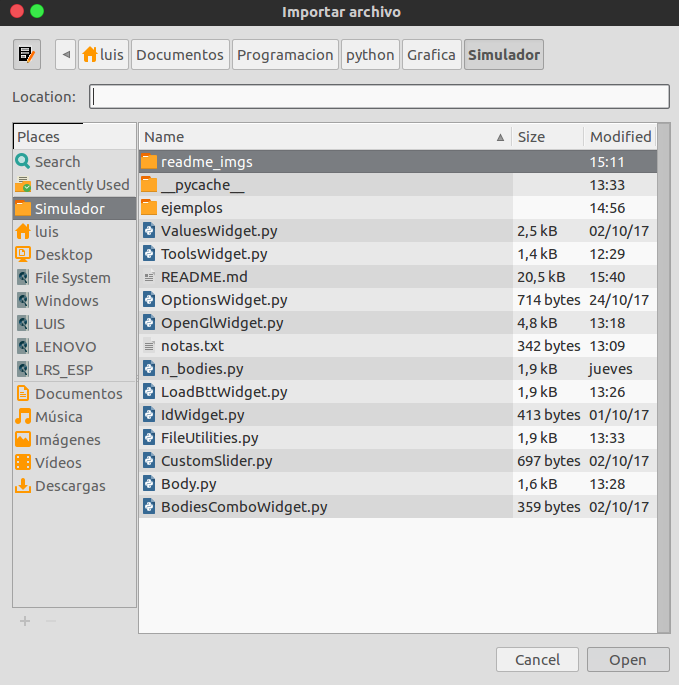 Importar archivo
luis Documentos Programacion python Grafica Simulador
Location:
Places
Search
Recently Used
Simulador
luis
Desktop
File System
Windows
LUIS
LENOVO
LRS_ESP
Documentos
Música
Imágenes
Vídeos
Descargas
Name Size Modified
readme_imgs 15:11
__pycache__ 13:33
ejemplos 14:56
ValuesWidget.py 2,5 kB 02/10/17
ToolsWidget.py 1,4 kB 12:29
README.md 20,5 kB 15:40
OptionsWidget.py 714 bytes 24/10/17
OpenGlWidget.py 4,8 kB 13:18
notas.txt 342 bytes 13:09
n_bodies.py 1,9 kB jueves
LoadBttWidget.py 1,9 kB 13:26
IdWidget.py 413 bytes 01/10/17
FileUtilities.py 1,9 kB 13:33
CustomSlider.py 697 bytes 02/10/17
Body.py 1,6 kB 13:28
BodiesComboWidget.py 359 bytes 02/10/17
Cancel Open